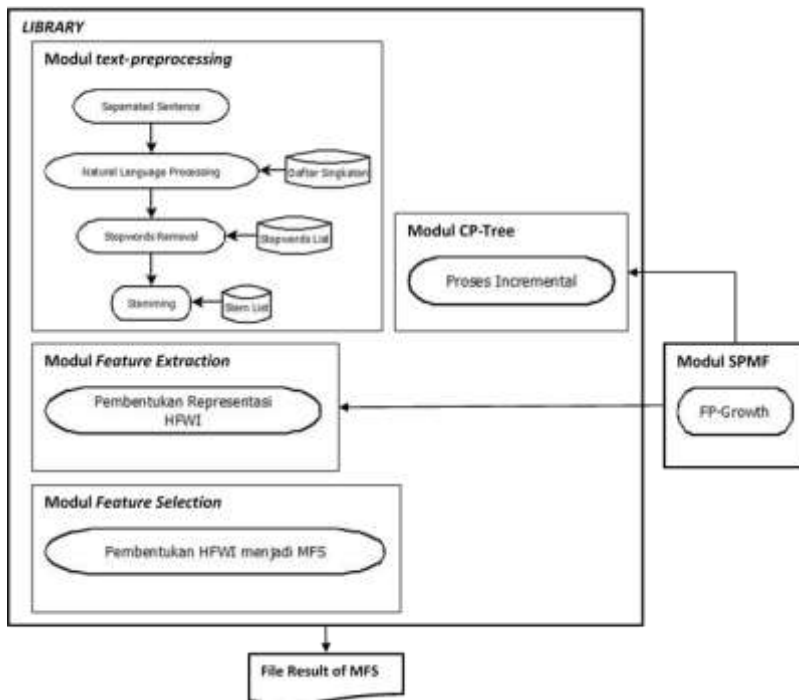 LIBRARY
Modul text-preprocessing
Separated Sentence
Natural Language Processing
Daftar Singkatan
Stopwords Removal
Stopwords List
Stemming
Stem List
Modul CP-Tree
Proses Incremental
Modul Feature Extraction
Pembentukan Representasi
HFWI
Modul SPMF
FP-Growth
Modul Feature Selection
Pembentukan HFWI menjadi MFS
File Result of MFS